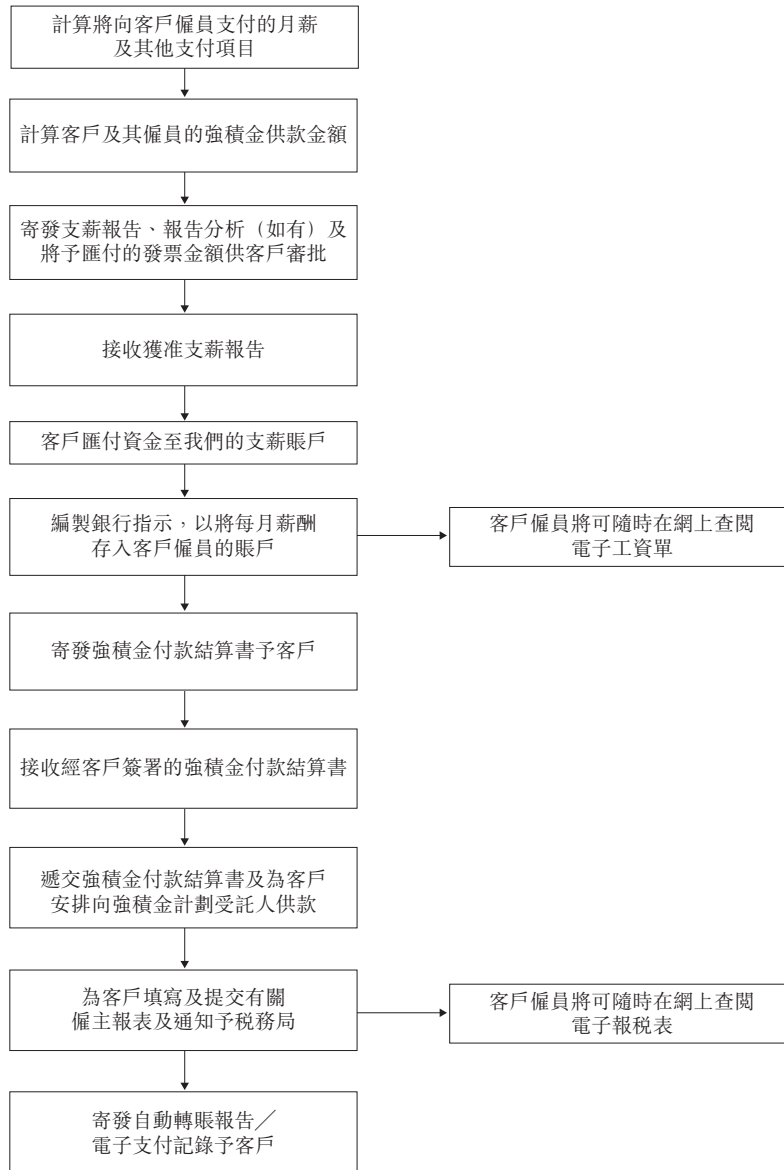 計算將向客戶僱員支付的月薪
及其他支付項目
計算客戶及其僱員的強積金供款金額
寄發支薪報告、報告分析（如有）及
將予匯付的發票金額供客戶審批
接收獲准支薪報告
客戶匯付資金至我們的支薪賬戶
編製銀行指示，以將每月薪酬
存入客戶僱員的賬戶
客戶僱員將可隨時在網上查閱
電子工資單
寄發強積金付款結算書予客戶
接收經客戶簽署的強積金付款結算書
遞交強積金付款結算書及為客戶
安排向強積金計劃受託人供款
為客戶填寫及提交有關
僱主報表及通知予稅務局
客戶僱員將可隨時在網上查閱
電子報稅表
寄發自動轉賬報告／
電子支付記錄予客戶